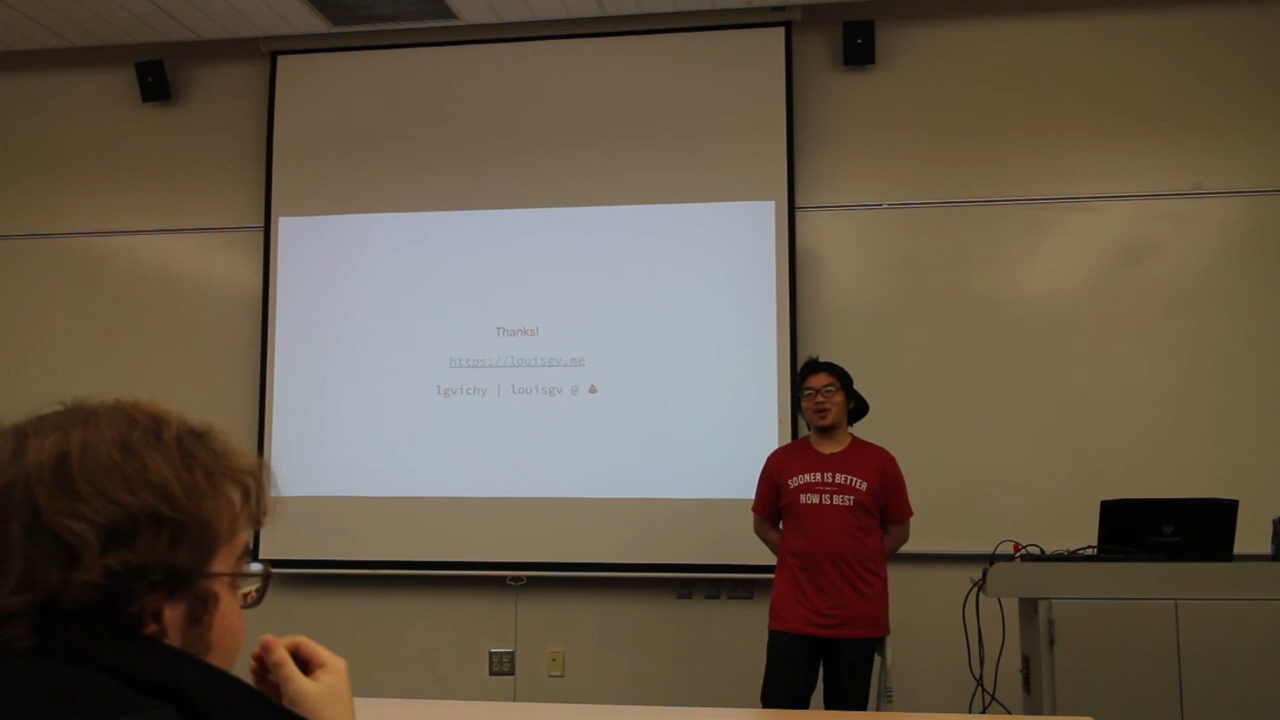 Thanks!
https://louisgv.me
lgvichy | louisgv @ 💩
SOONER IS BETTER
NOW IS BEST